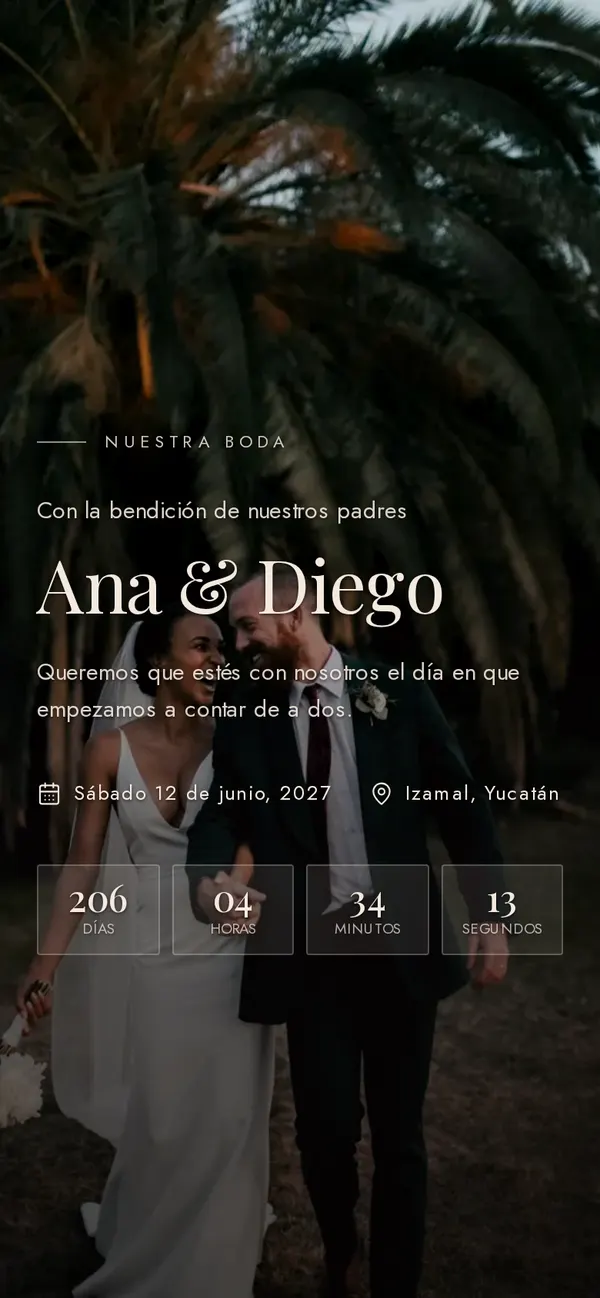 NUESTRA BODA
Con la bendición de nuestros padres
Ana & Diego
Queremos que estés con nosotros el día en que
empezamos a contar de a dos.
Sábado 12 de junio, 2027 Izamal, Yucatán
206 04 34 13
DÍAS HORAS MINUTOS SEGUNDOS